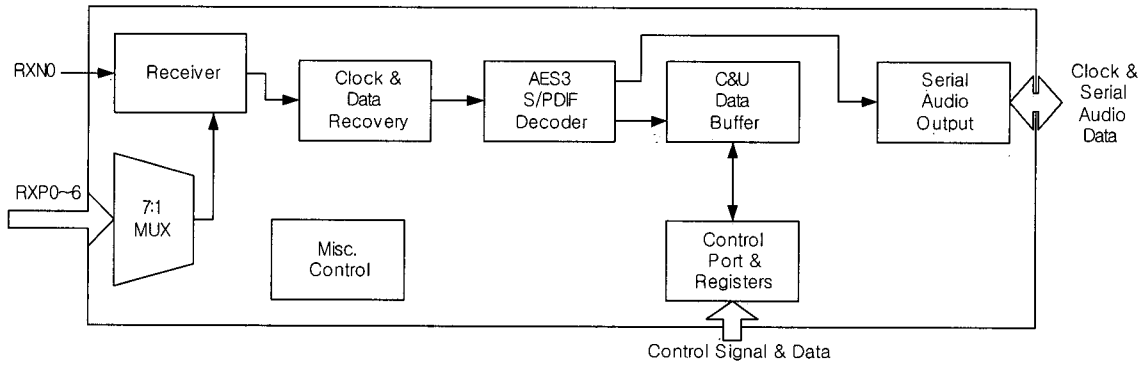 RXN0
Receiver
Clock &
Data
Recovery
AES3
S/PDIF
Decoder
C&U
Data
Buffer
Serial
Audio
Output
Clock &
Serial
Audio
Data
RXP0~6
7:1
MUX
Misc.
Control
Control
Port &
Registers
Control Signal & Data